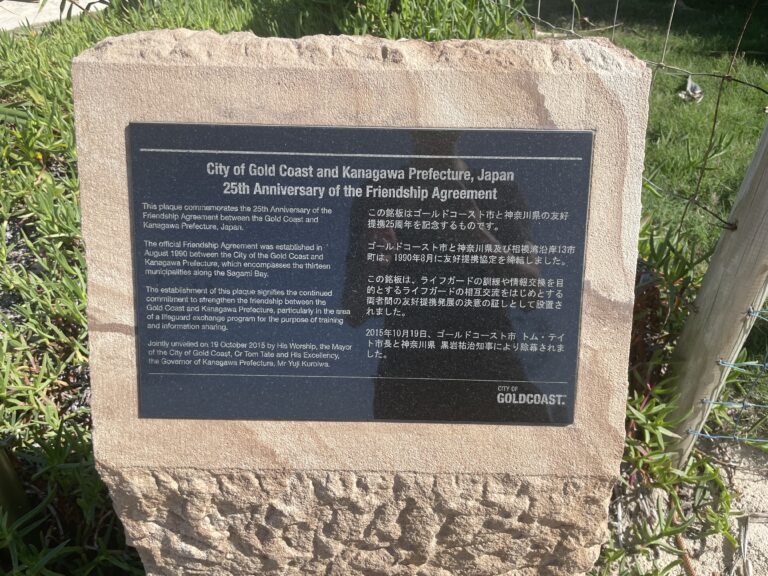 City of Gold Coast and Kanagawa Prefecture, Japan
25th Anniversary of the Friendship Agreement
This plaque commemorates the 25th Anniversary of the
Friendship Agreement between the Gold Coast and
Kanagawa Prefecture, Japan.
The official Friendship Agreement was established in
August 1990 between the City of the Gold Coast and
Kanagawa Prefecture, which encompasses the thirteen
municipalities along the Sagami Bay.
The establishment of this plaque signifies the continued
commitment to strengthen the friendship between the
Gold Coast and Kanagawa Prefecture, particularly in the area
of a lifeguard exchange program for the purpose of training
and information sharing.
Jointly unveiled on 19 October 2015 by His Worship, the Mayor
of the City of Gold Coast, Cr Tom Tate and His Excellency,
the Governor of Kanagawa Prefecture, Mr Yuji Kuroiwa.
この銘板はゴールドコースト市と神奈川県の友好
提携25周年を記念するものです。
ゴールドコースト市と神奈川県及び相模湾沿岸13市
町は、1990年8月に友好提携協定を締結しました。
この銘板は、ライフガードの訓練や情報交換を目
的とするライフガードの相互交流をはじめとする
両者間の友好提携発展の決意の証しとして設置さ
れました。
2015年10月19日、ゴールドコースト市 トム・テイ
ト市長と神奈川県 黒岩祐治知事により除幕されま
した。
CITY OF
GOLDCOAST.